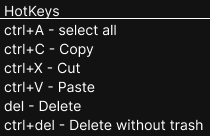 HotKeys
ctrl+A - select all
ctrl+C - Copy
ctrl+X - Cut
ctrl+V - Paste
del - Delete
ctrl+del - Delete without trash